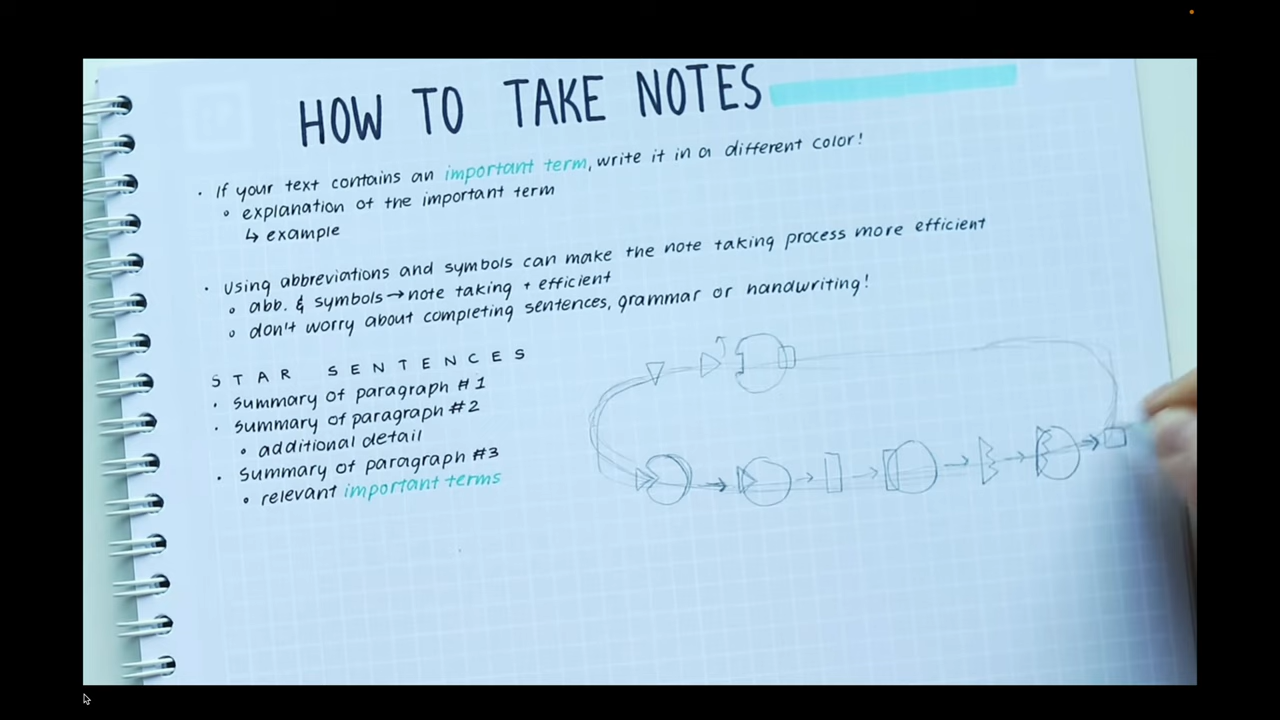 HOW TO TAKE NOTES
· If your text contains an important term, write it in a different color!
∘ explanation of the important term
↳ example
· Using abbreviations and symbols can make the note taking process more efficient
∘ abb. & symbols → note taking + efficient
∘ don't worry about completing sentences, grammar or handwriting!
STAR SENTENCES
· Summary of paragraph #1
· Summary of paragraph #2
∘ additional detail
· Summary of paragraph #3
∘ relevant important terms